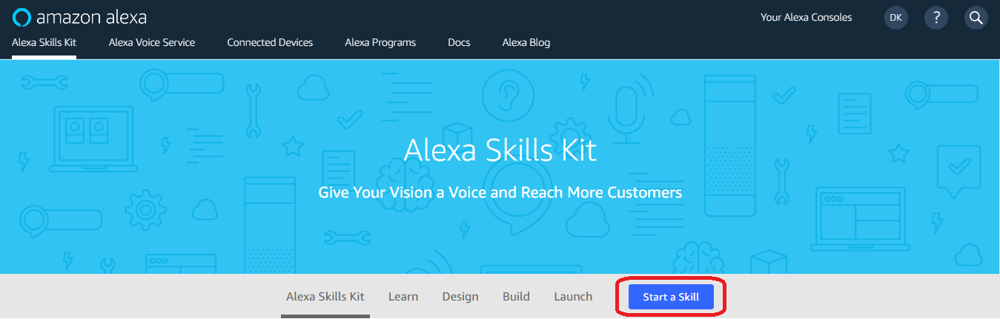 amazon alexa
Your Alexa Consoles DK ?
Alexa Skills Kit Alexa Voice Service Connected Devices Alexa Programs Docs Alexa Blog
Alexa Skills Kit
Give Your Vision a Voice and Reach More Customers
Alexa Skills Kit Learn Design Build Launch Start a Skill